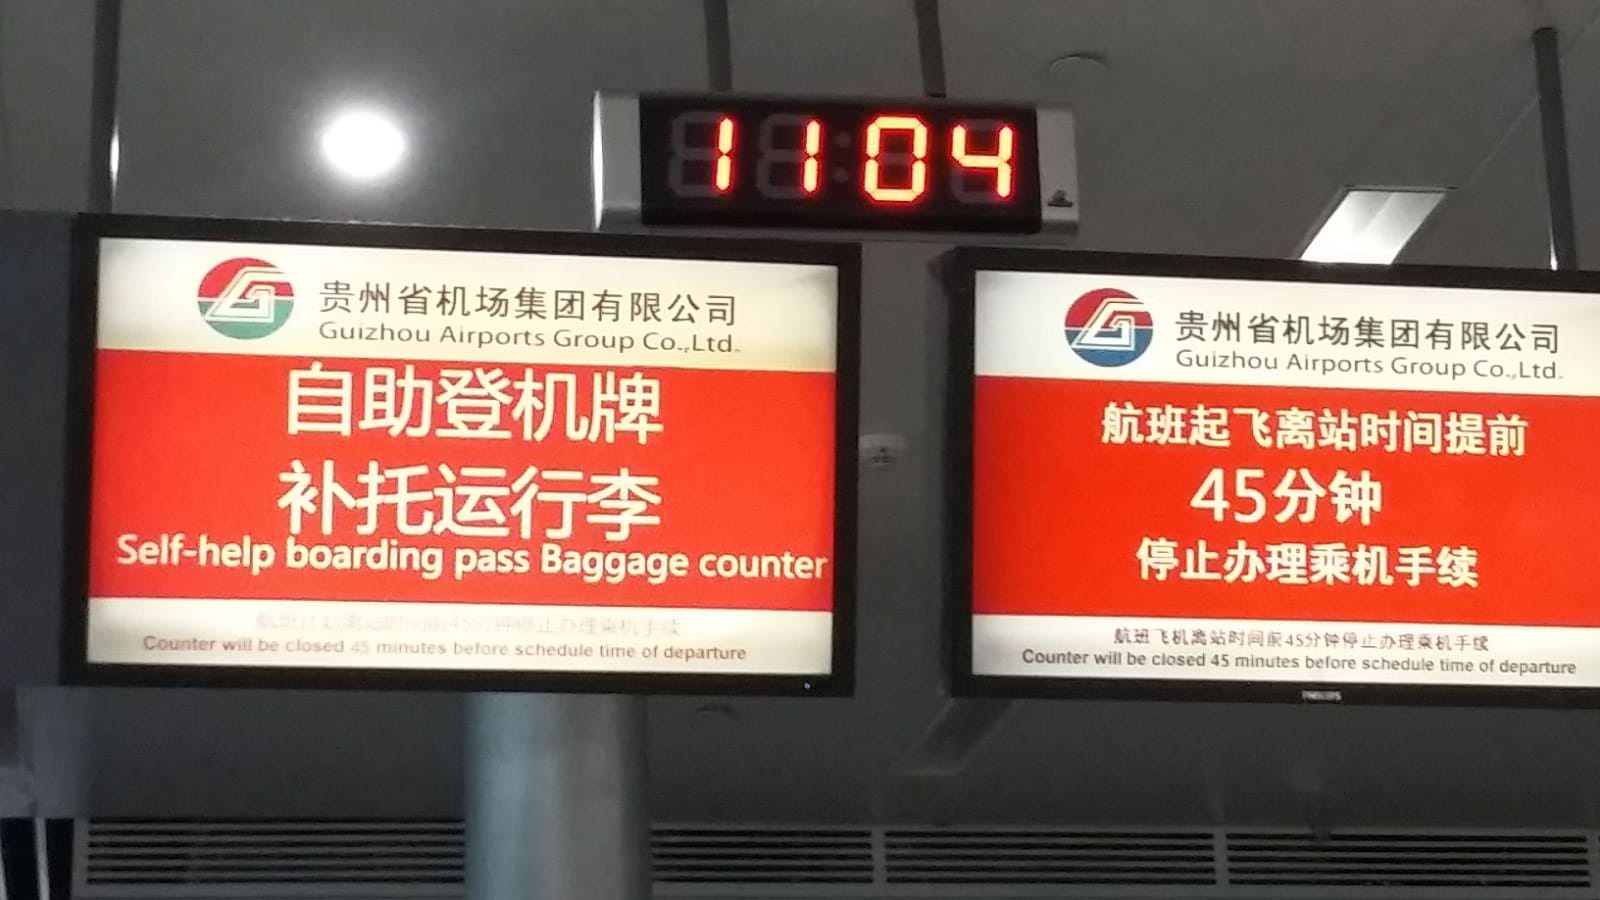 1104
贵州省机场集团有限公司
Guizhou Airports Group Co.,Ltd.
自助登机牌
补托运行李
Self-help boarding pass Baggage counter
Counter will be closed 45 minutes before schedule time of departure
贵州省机场集团有限公司
Guizhou Airports Group Co.,Ltd.
航班起飞离站时间提前
45分钟
停止办理乘机手续
航班飞机离站时间前45分钟停止办理乘机手续
Counter will be closed 45 minutes before schedule time of departure
PHILIPS